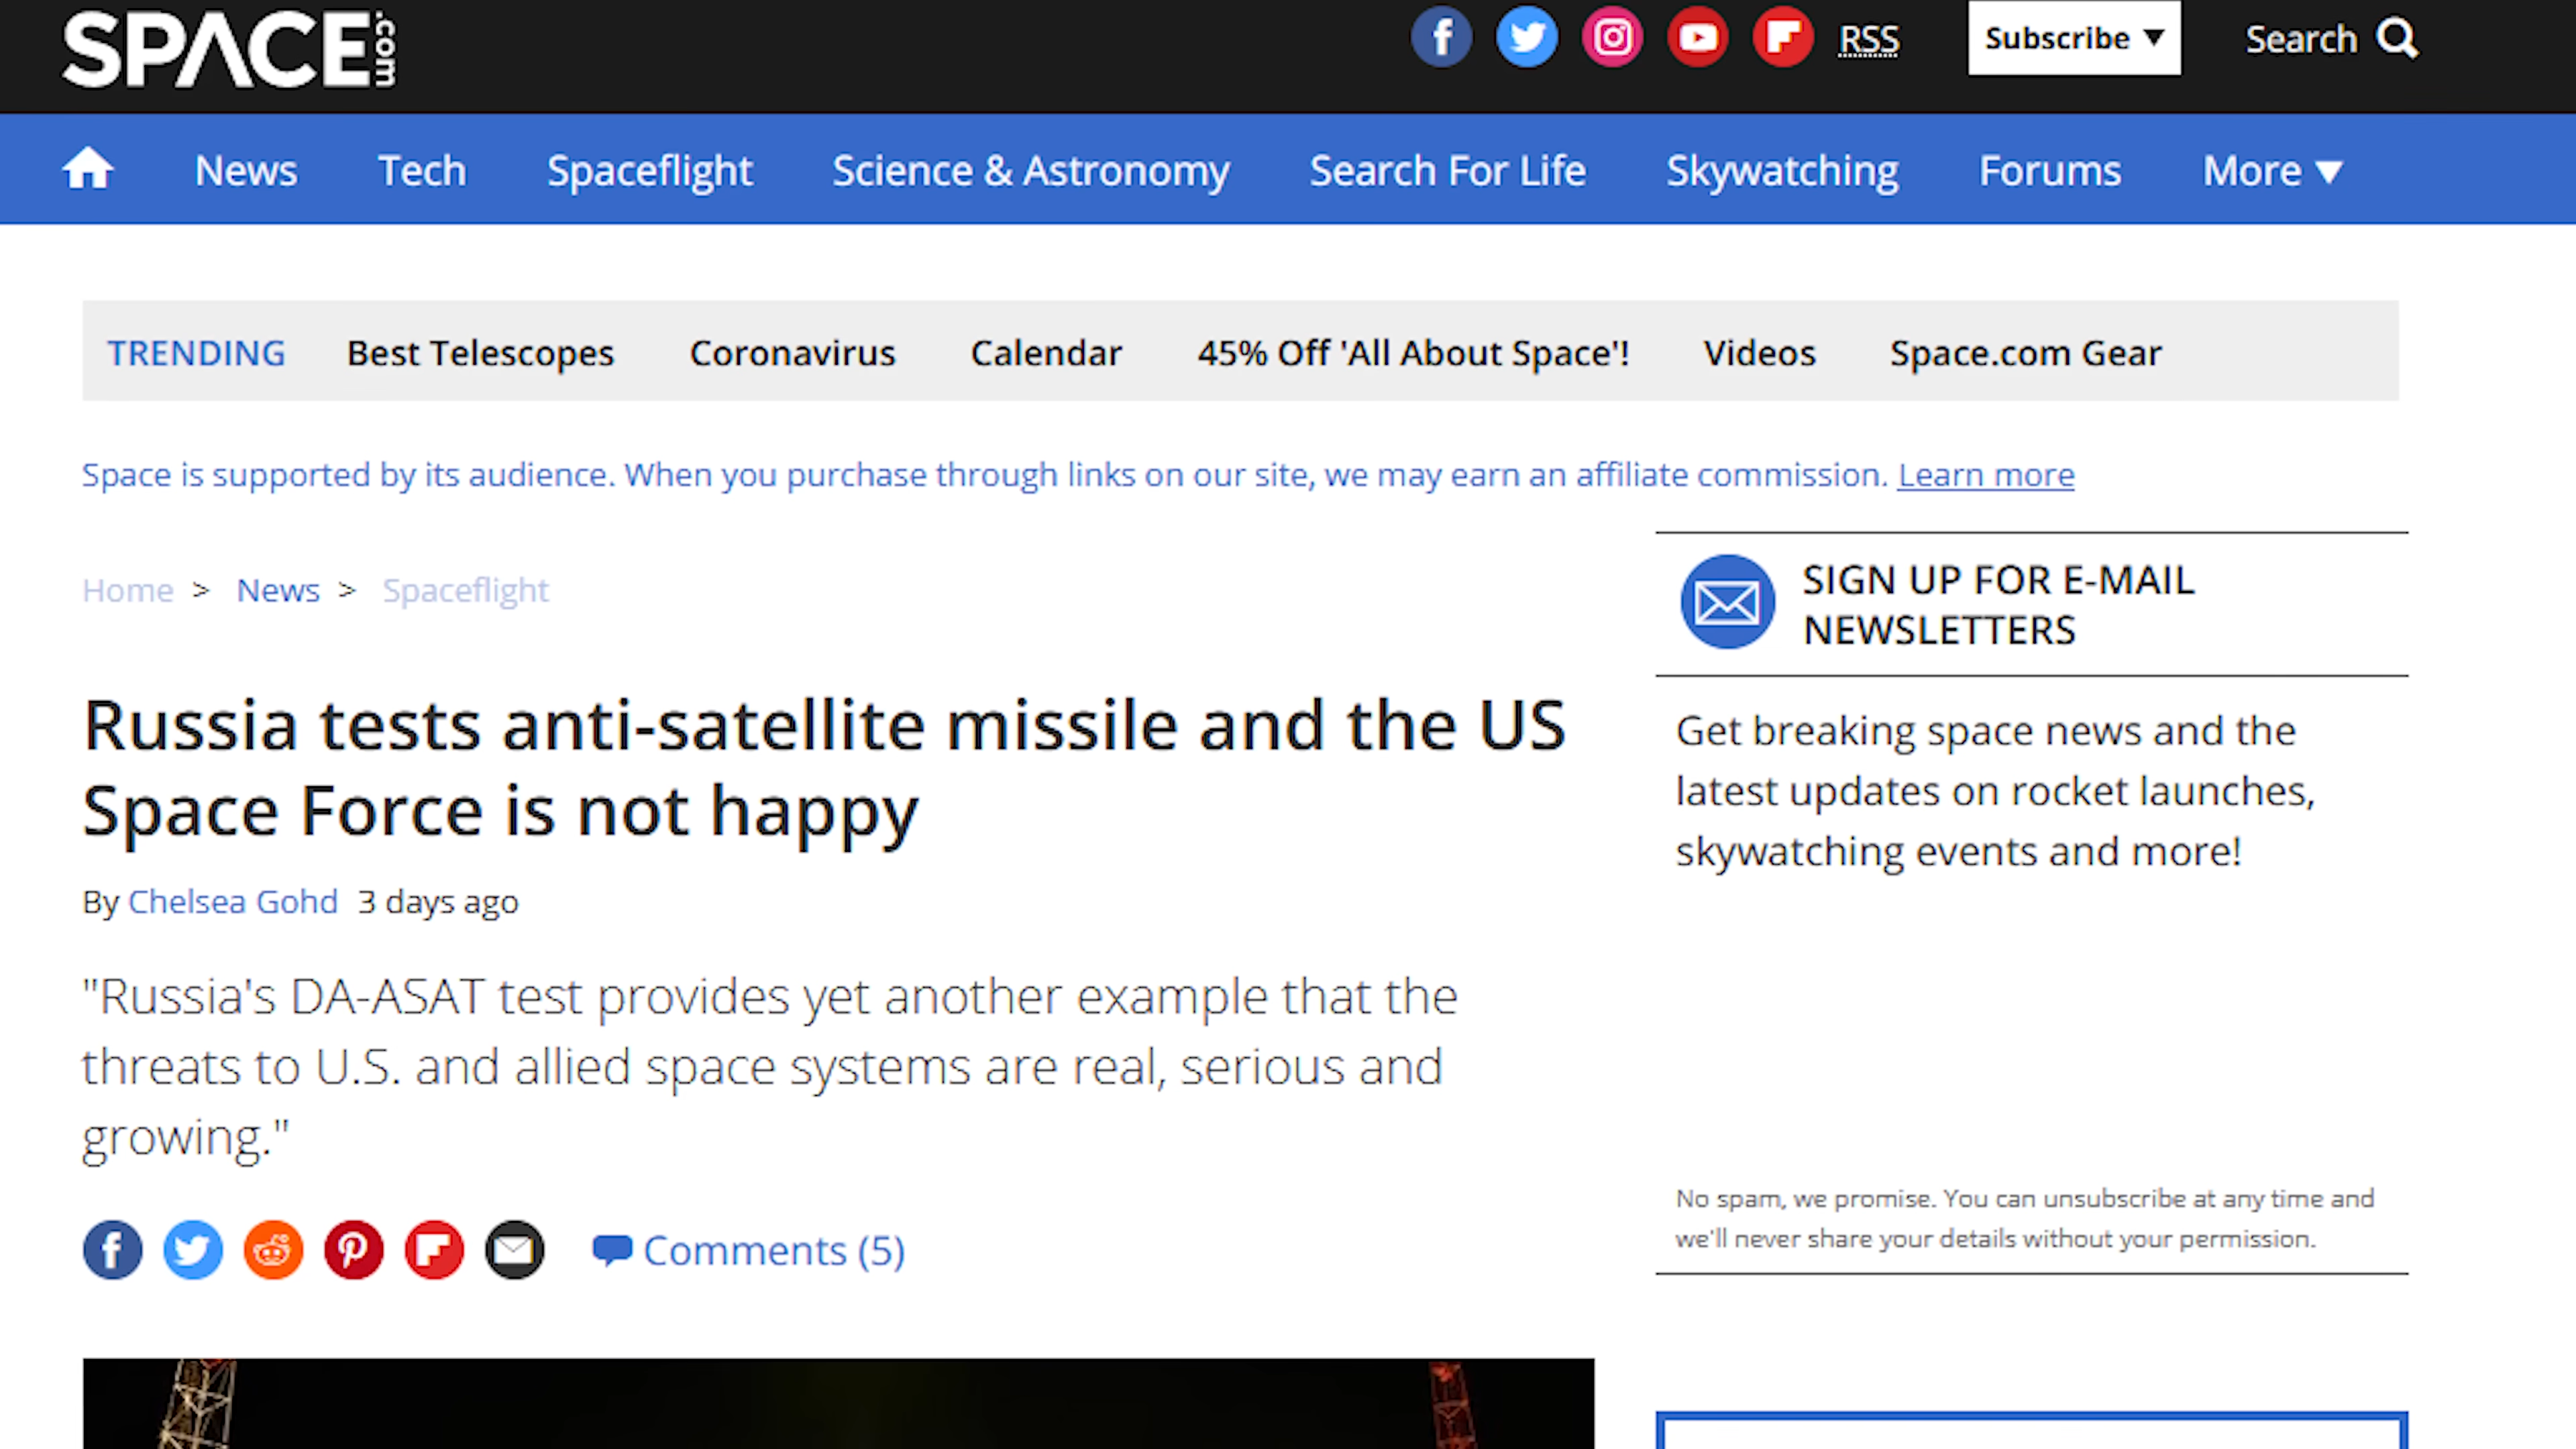 SPACE.com
RSS
Subscribe ▼
Search
News
Tech
Spaceflight
Science & Astronomy
Search For Life
Skywatching
Forums
More ▼
TRENDING
Best Telescopes
Coronavirus
Calendar
45% Off 'All About Space'!
Videos
Space.com Gear
Space is supported by its audience. When you purchase through links on our site, we may earn an affiliate commission. Learn more
Home > News > Spaceflight
Russia tests anti-satellite missile and the US
Space Force is not happy
By Chelsea Gohd 3 days ago
"Russia's DA-ASAT test provides yet another example that the
threats to U.S. and allied space systems are real, serious and
growing."
Comments (5)
SIGN UP FOR E-MAIL
NEWSLETTERS
Get breaking space news and the
latest updates on rocket launches,
skywatching events and more!
No spam, we promise. You can unsubscribe at any time and
we'll never share your details without your permission.